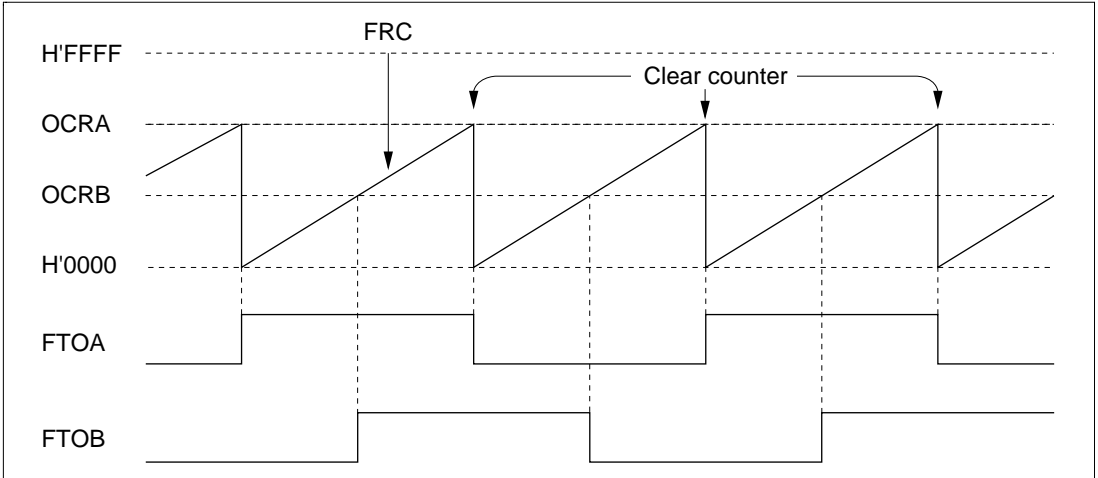 FRC
H'FFFF
Clear counter
OCRA
OCRB
H'0000
FTOA
FTOB